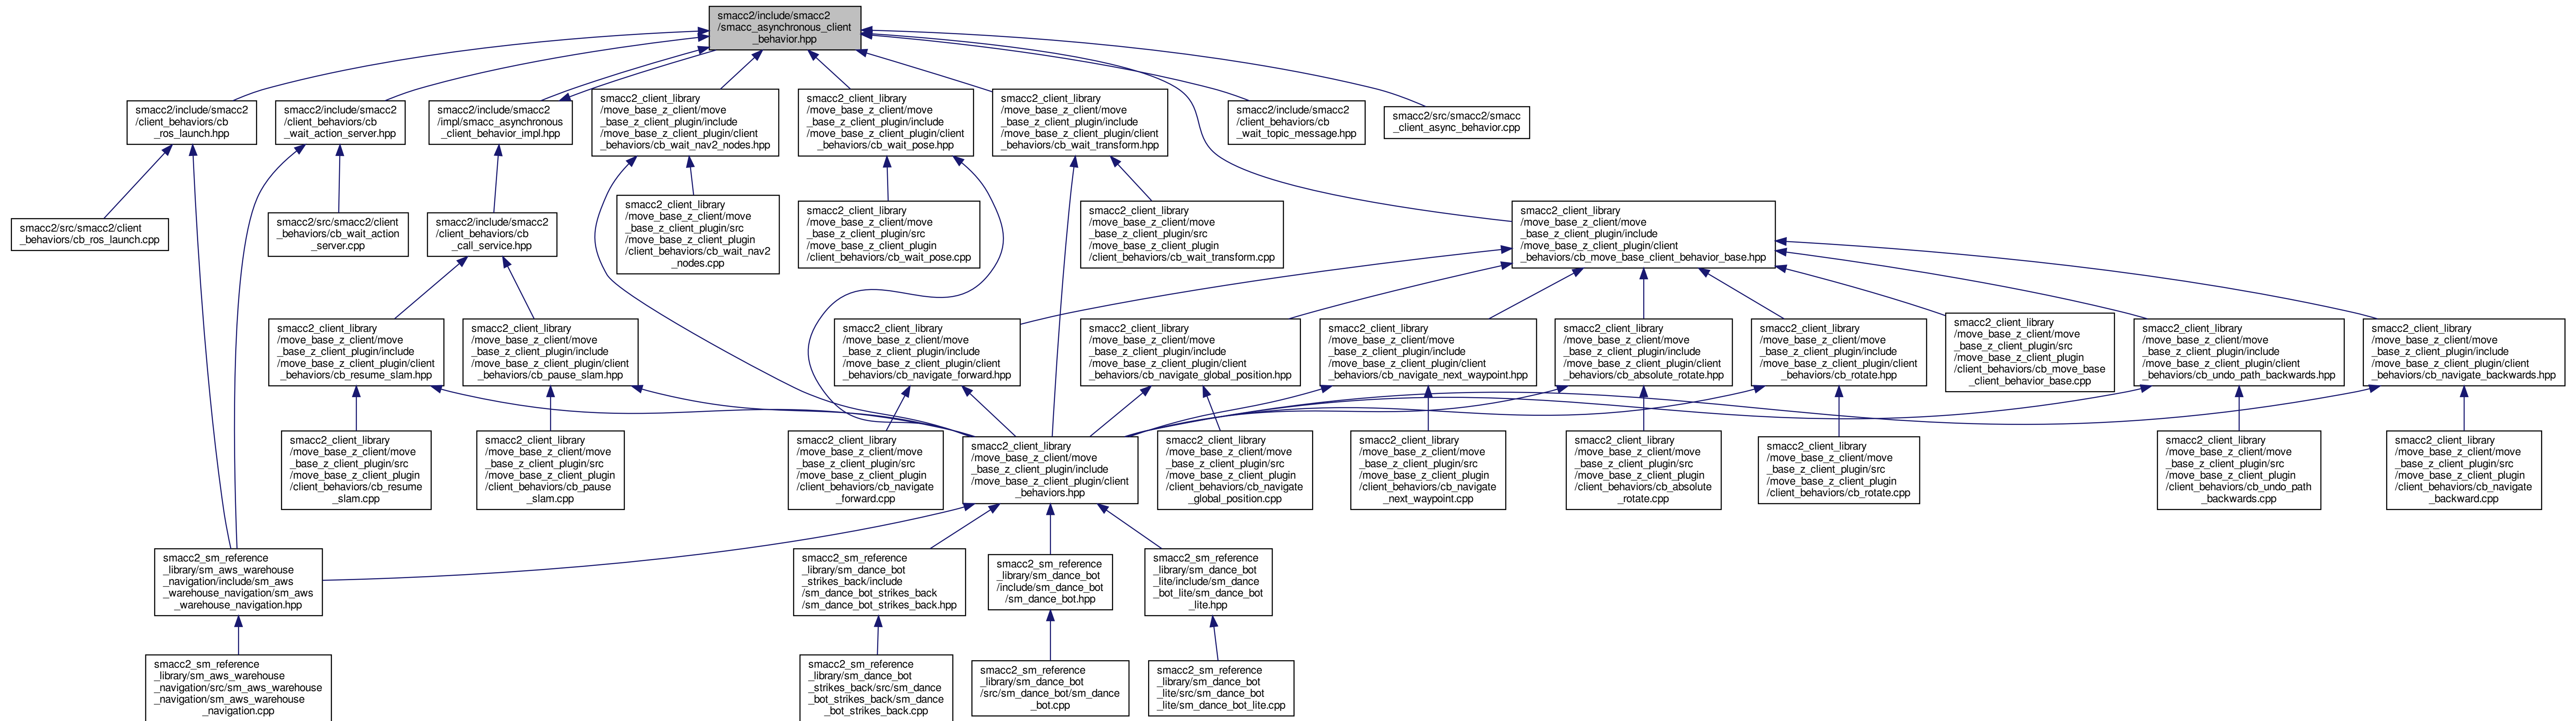 smacc2/include/smacc2
/smacc_asynchronous_client
_behavior.hpp
smacc2/include/smacc2
/client_behaviors/cb
_ros_launch.hpp
smacc2/include/smacc2
/client_behaviors/cb
_wait_action_server.hpp
smacc2/include/smacc2
/impl/smacc_asynchronous
_client_behavior_impl.hpp
smacc2_client_library
/move_base_z_client/move
_base_z_client_plugin/include
/move_base_z_client_plugin/client
_behaviors/cb_wait_nav2_nodes.hpp
smacc2_client_library
/move_base_z_client/move
_base_z_client_plugin/include
/move_base_z_client_plugin/client
_behaviors/cb_wait_pose.hpp
smacc2_client_library
/move_base_z_client/move
_base_z_client_plugin/include
/move_base_z_client_plugin/client
_behaviors/cb_wait_transform.hpp
smacc2/include/smacc2
/client_behaviors/cb
_wait_topic_message.hpp
smacc2/src/smacc2/smacc
_client_async_behavior.cpp
smacc2/src/smacc2/client
_behaviors/cb_ros_launch.cpp
smacc2/src/smacc2/client
_behaviors/cb_wait_action
_server.cpp
smacc2/include/smacc2
/client_behaviors/cb
_call_service.hpp
smacc2_client_library
/move_base_z_client/move
_base_z_client_plugin/src
/move_base_z_client_plugin
/client_behaviors/cb_wait_nav2
_nodes.cpp
smacc2_client_library
/move_base_z_client/move
_base_z_client_plugin/src
/move_base_z_client_plugin
/client_behaviors/cb_wait_pose.cpp
smacc2_client_library
/move_base_z_client/move
_base_z_client_plugin/src
/move_base_z_client_plugin
/client_behaviors/cb_wait_transform.cpp
smacc2_client_library
/move_base_z_client/move
_base_z_client_plugin/include
/move_base_z_client_plugin/client
_behaviors/cb_move_base_client_behavior_base.hpp
smacc2_client_library
/move_base_z_client/move
_base_z_client_plugin/include
/move_base_z_client_plugin/client
_behaviors/cb_resume_slam.hpp
smacc2_client_library
/move_base_z_client/move
_base_z_client_plugin/include
/move_base_z_client_plugin/client
_behaviors/cb_pause_slam.hpp
smacc2_client_library
/move_base_z_client/move
_base_z_client_plugin/include
/move_base_z_client_plugin/client
_behaviors/cb_navigate_forward.hpp
smacc2_client_library
/move_base_z_client/move
_base_z_client_plugin/include
/move_base_z_client_plugin/client
_behaviors/cb_navigate_global_position.hpp
smacc2_client_library
/move_base_z_client/move
_base_z_client_plugin/include
/move_base_z_client_plugin/client
_behaviors/cb_navigate_next_waypoint.hpp
smacc2_client_library
/move_base_z_client/move
_base_z_client_plugin/include
/move_base_z_client_plugin/client
_behaviors/cb_absolute_rotate.hpp
smacc2_client_library
/move_base_z_client/move
_base_z_client_plugin/include
/move_base_z_client_plugin/client
_behaviors/cb_rotate.hpp
smacc2_client_library
/move_base_z_client/move
_base_z_client_plugin/src
/move_base_z_client_plugin
/client_behaviors/cb_move_base
_client_behavior_base.cpp
smacc2_client_library
/move_base_z_client/move
_base_z_client_plugin/include
/move_base_z_client_plugin/client
_behaviors/cb_undo_path_backwards.hpp
smacc2_client_library
/move_base_z_client/move
_base_z_client_plugin/include
/move_base_z_client_plugin/client
_behaviors/cb_navigate_backwards.hpp
smacc2_client_library
/move_base_z_client/move
_base_z_client_plugin/src
/move_base_z_client_plugin
/client_behaviors/cb_resume
_slam.cpp
smacc2_client_library
/move_base_z_client/move
_base_z_client_plugin/src
/move_base_z_client_plugin
/client_behaviors/cb_pause
_slam.cpp
smacc2_client_library
/move_base_z_client/move
_base_z_client_plugin/src
/move_base_z_client_plugin
/client_behaviors/cb_navigate
_forward.cpp
smacc2_client_library
/move_base_z_client/move
_base_z_client_plugin/include
/move_base_z_client_plugin/client
_behaviors.hpp
smacc2_client_library
/move_base_z_client/move
_base_z_client_plugin/src
/move_base_z_client_plugin
/client_behaviors/cb_navigate
_global_position.cpp
smacc2_client_library
/move_base_z_client/move
_base_z_client_plugin/src
/move_base_z_client_plugin
/client_behaviors/cb_navigate
_next_waypoint.cpp
smacc2_client_library
/move_base_z_client/move
_base_z_client_plugin/src
/move_base_z_client_plugin
/client_behaviors/cb_absolute
_rotate.cpp
smacc2_client_library
/move_base_z_client/move
_base_z_client_plugin/src
/move_base_z_client_plugin
/client_behaviors/cb_rotate.cpp
smacc2_client_library
/move_base_z_client/move
_base_z_client_plugin/src
/move_base_z_client_plugin
/client_behaviors/cb_undo_path
_backwards.cpp
smacc2_client_library
/move_base_z_client/move
_base_z_client_plugin/src
/move_base_z_client_plugin
/client_behaviors/cb_navigate
_backward.cpp
smacc2_sm_reference
_library/sm_aws_warehouse
_navigation/include/sm_aws
_warehouse_navigation/sm_aws
_warehouse_navigation.hpp
smacc2_sm_reference
_library/sm_dance_bot
_strikes_back/include
/sm_dance_bot_strikes_back
/sm_dance_bot_strikes_back.hpp
smacc2_sm_reference
_library/sm_dance_bot
/include/sm_dance_bot
/sm_dance_bot.hpp
smacc2_sm_reference
_library/sm_dance_bot
_lite/include/sm_dance
_bot_lite/sm_dance_bot
_lite.hpp
smacc2_sm_reference
_library/sm_aws_warehouse
_navigation/src/sm_aws_warehouse
_navigation/sm_aws_warehouse
_navigation.cpp
smacc2_sm_reference
_library/sm_dance_bot
_strikes_back/src/sm_dance
_bot_strikes_back/sm_dance
_bot_strikes_back.cpp
smacc2_sm_reference
_library/sm_dance_bot
/src/sm_dance_bot/sm_dance
_bot.cpp
smacc2_sm_reference
_library/sm_dance_bot
_lite/src/sm_dance_bot
_lite/sm_dance_bot_lite.cpp